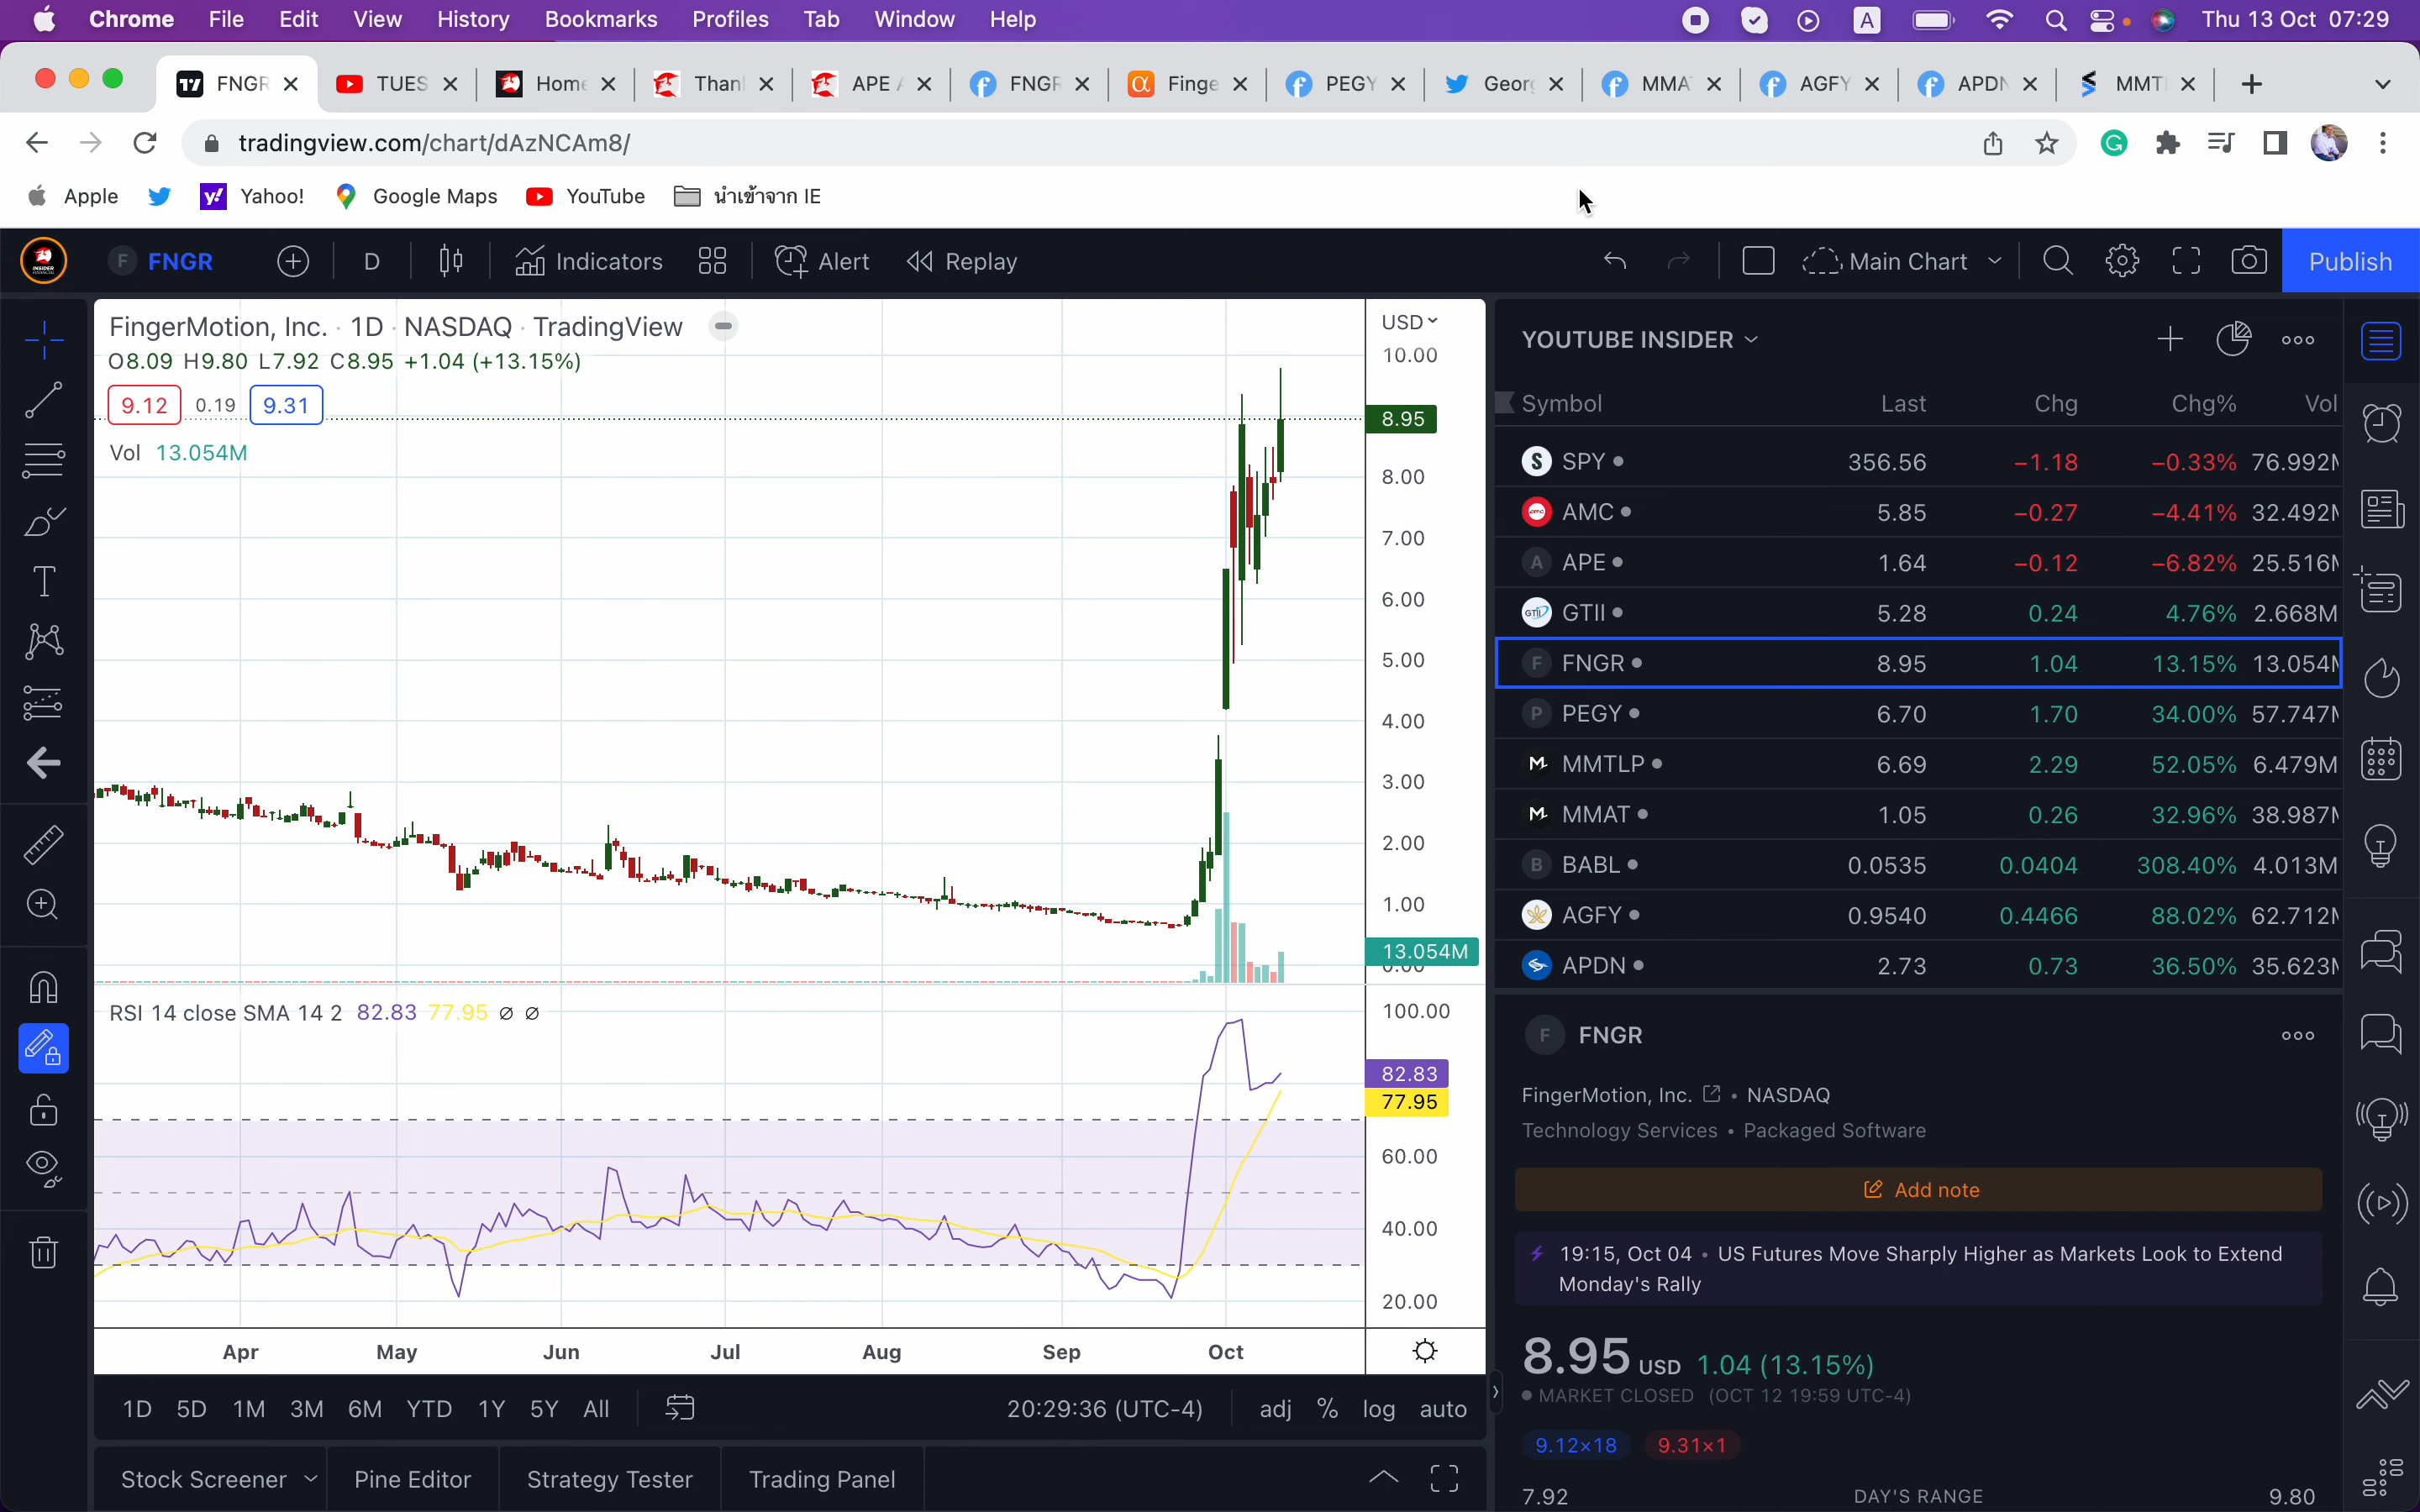 Chrome File Edit View History Bookmarks Profiles Tab Window Help A Thu 13 Oct 07:29
FNGR TUES Home Than APE FNGR Finge PEGY Geor MMA AGFY APDN MMT
tradingview.com/chart/dAzNCAm8/
Apple Yahoo! Google Maps YouTube นำเข้าจาก IE
F FNGR D Indicators Alert Replay Main Chart Publish
FingerMotion, Inc. · 1D · NASDAQ · TradingView
O8.09 H9.80 L7.92 C8.95 +1.04 (+13.15%)
9.12 0.19 9.31
Vol 13.054M
USD
10.00
8.95
8.00
7.00
6.00
5.00
4.00
3.00
2.00
1.00
13.054M
0.00
RSI 14 close SMA 14 2 82.83 77.95 ∅ ∅
100.00
82.83
77.95
60.00
40.00
20.00
Apr May Jun Jul Aug Sep Oct
1D 5D 1M 3M 6M YTD 1Y 5Y All 20:29:36 (UTC-4) adj % log auto
Stock Screener Pine Editor Strategy Tester Trading Panel
YOUTUBE INSIDER
Symbol Last Chg Chg% Vol
SPY 356.56 −1.18 −0.33% 76.992M
AMC 5.85 −0.27 −4.41% 32.492M
A APE 1.64 −0.12 −6.82% 25.516M
GTII 5.28 0.24 4.76% 2.668M
F FNGR 8.95 1.04 13.15% 13.054M
P PEGY 6.70 1.70 34.00% 57.747M
MMTLP 6.69 2.29 52.05% 6.479M
MMAT 1.05 0.26 32.96% 38.987M
B BABL 0.0535 0.0404 308.40% 4.013M
AGFY 0.9540 0.4466 88.02% 62.712M
APDN 2.73 0.73 36.50% 35.623M
F FNGR
FingerMotion, Inc. • NASDAQ
Technology Services • Packaged Software
Add note
19:15, Oct 04 • US Futures Move Sharply Higher as Markets Look to Extend
Monday's Rally
8.95 USD 1.04 (13.15%)
MARKET CLOSED (OCT 12 19:59 UTC-4)
9.12×18 9.31×1
7.92 DAY'S RANGE 9.80